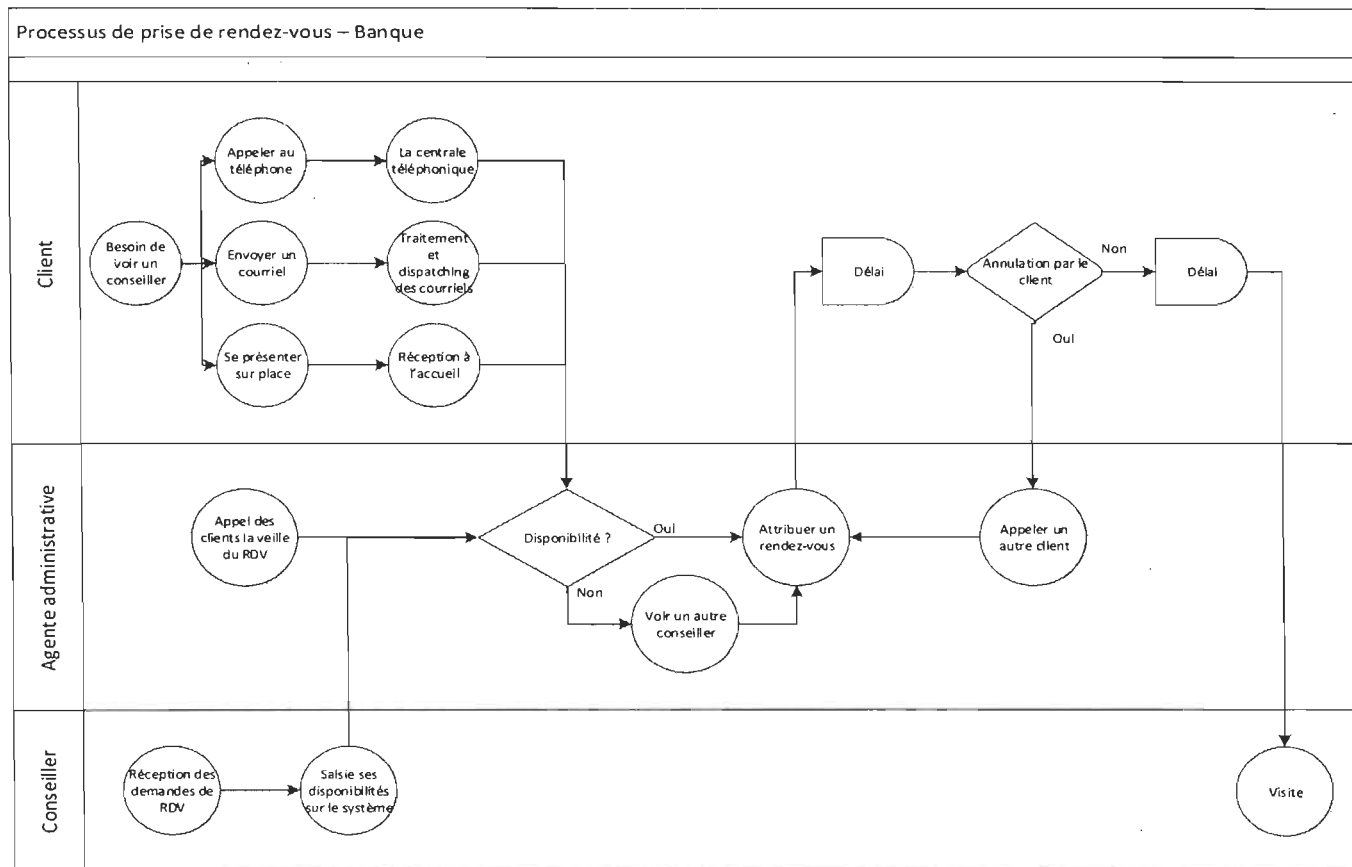 Processus de prise de rendez-vous – Banque
Client
Appeler au
téléphone
La centrale
téléphonique
Besoin de
voir un
conseiller
Envoyer un
courriel
Traitement
et
dispatching
des courriels
Se présenter
sur place
Réception à
l'accueil
Délai
Annulation par le
client
Non
Délai
Oui
Agente administrative
Appel des
clients la veille
du RDV
Disponibilité ?
Oui
Non
Voir un autre
conseiller
Attribuer un
rendez-vous
Appeler un
autre client
Conseiller
Réception des
demandes de
RDV
Saisie ses
disponibilités
sur le système
Visite